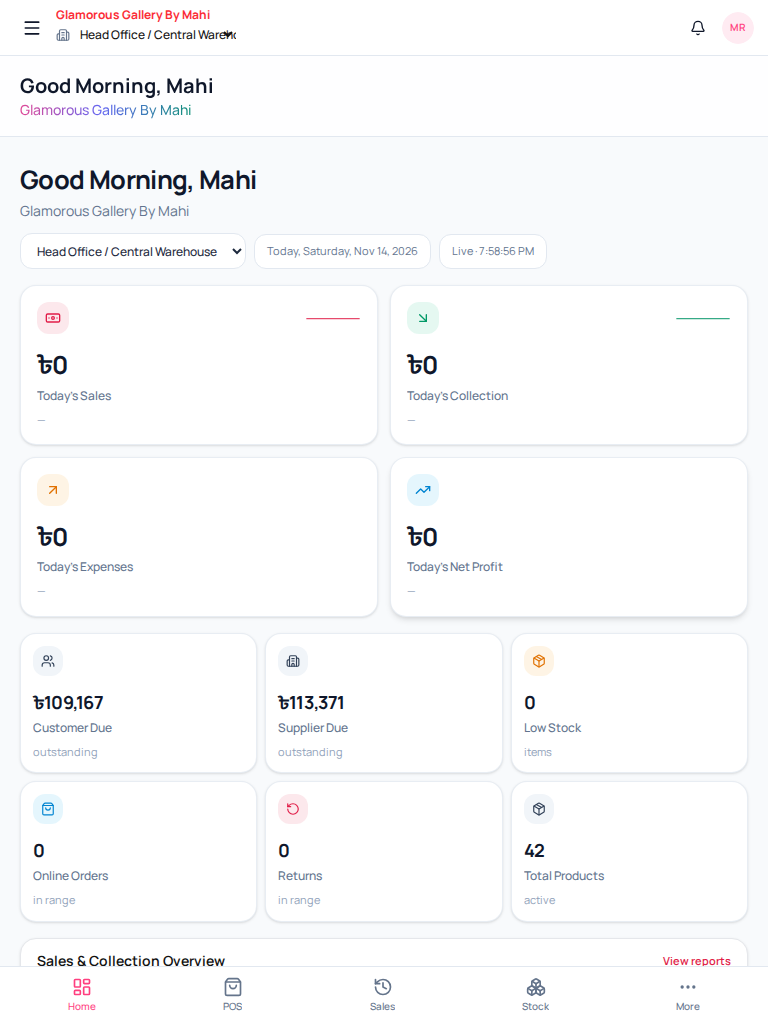 Glamorous Gallery By Mahi
Head Office / Central Wareho
MR
Good Morning, Mahi
Glamorous Gallery By Mahi
Good Morning, Mahi
Glamorous Gallery By Mahi
Head Office / Central Warehouse
Today, Saturday, Nov 14, 2026
Live · 7:58:56 PM
৳0
Today's Sales
—
৳0
Today's Collection
—
৳0
Today's Expenses
—
৳0
Today's Net Profit
—
৳109,167
Customer Due
outstanding
৳113,371
Supplier Due
outstanding
0
Low Stock
items
0
Online Orders
in range
0
Returns
in range
42
Total Products
active
Sales & Collection Overview
View reports
Home
POS
Sales
Stock
More